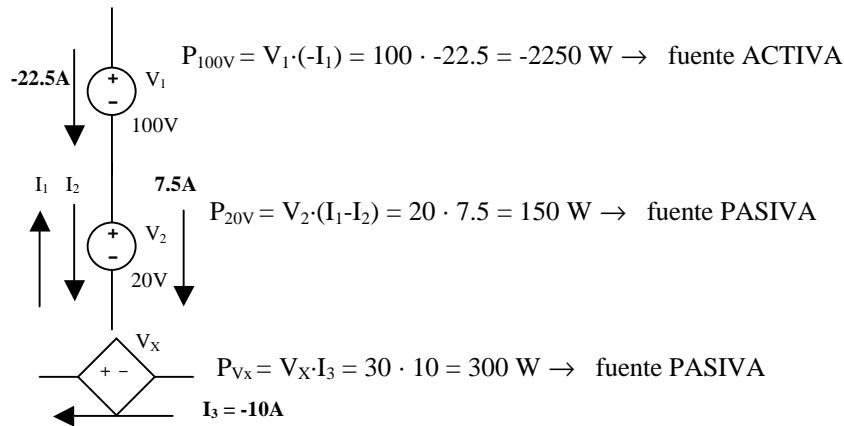 P100V = V1·(-I1) = 100 · -22.5 = -2250 W → fuente ACTIVA
-22.5A
+
V1
-
100V
I1 I2
7.5A
P20V = V2·(I1-I2) = 20 · 7.5 = 150 W → fuente PASIVA
+
V2
-
20V
VX
+ -
PVx = VX·I3 = 30 · 10 = 300 W → fuente PASIVA
I3 = -10A